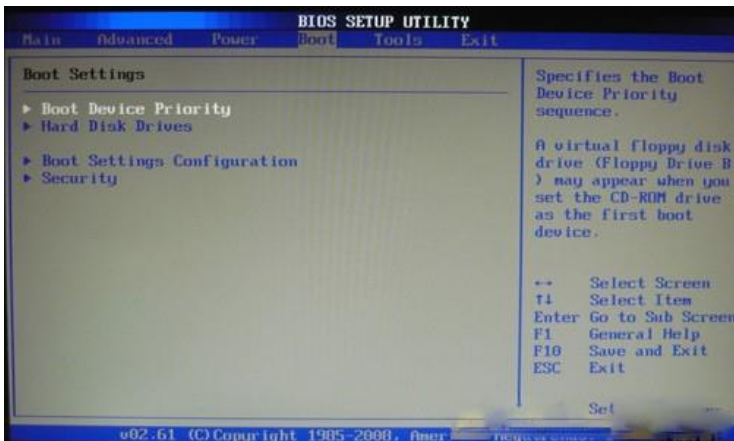 BIOS SETUP UTILITY
Main Advanced Power Boot Tools Exit
Boot Settings
► Boot Device Priority
► Hard Disk Drives
► Boot Settings Configuration
► Security
Specifies the Boot
Device Priority
sequence.
A virtual floppy disk
drive (Floppy Drive B
) may appear when you
set the CD-ROM drive
as the first boot
device.
↔ Select Screen
↑↓ Select Item
Enter Go to Sub Screen
F1 General Help
F10 Save and Exit
ESC Exit
v02.61 (C)Copyright 1985-2008,